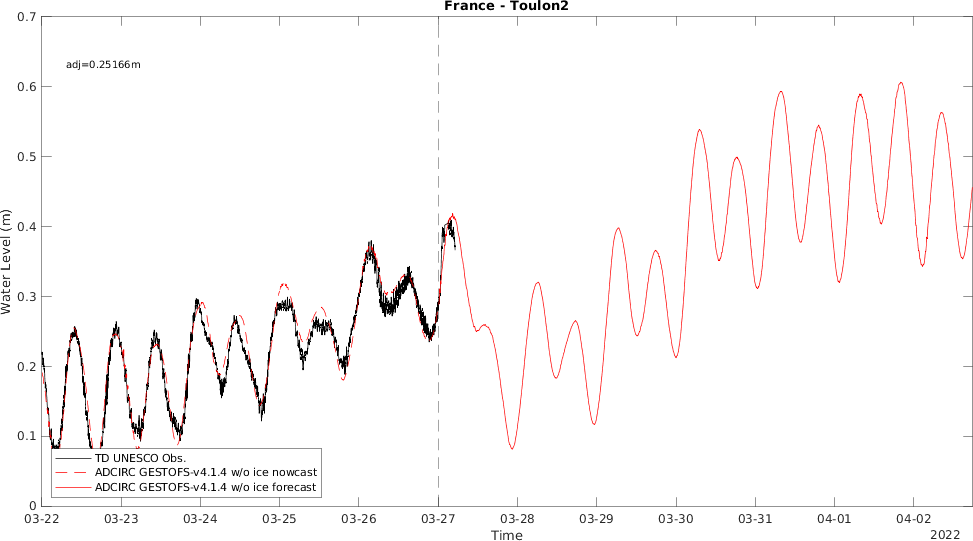 France - Toulon2
adj=0.25166m
Water Level (m)
0.7
0.6
0.5
0.4
0.3
0.2
0.1
0
TD UNESCO Obs.
ADCIRC GESTOFS-v4.1.4 w/o ice nowcast
ADCIRC GESTOFS-v4.1.4 w/o ice forecast
03-22 03-23 03-24 03-25 03-26 03-27 03-28 03-29 03-30 03-31 04-01 04-02
Time
2022